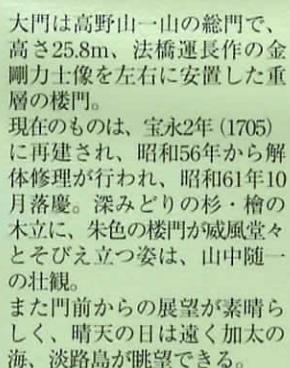 大門は高野山一山の総門で、
高さ25.8m、法橋運長作の金
剛力士像を左右に安置した重
層の楼門。
現在のものは、宝永2年（1705）
に再建され、昭和56年から解
体修理が行われ、昭和61年10
月落慶。深みどりの杉・檜の
木立に、朱色の楼門が威風堂々
とそびえ立つ姿は、山中随一
の壮観。
また門前からの展望が素晴ら
しく、晴天の日は遠く加太の
海、淡路島が眺望できる。